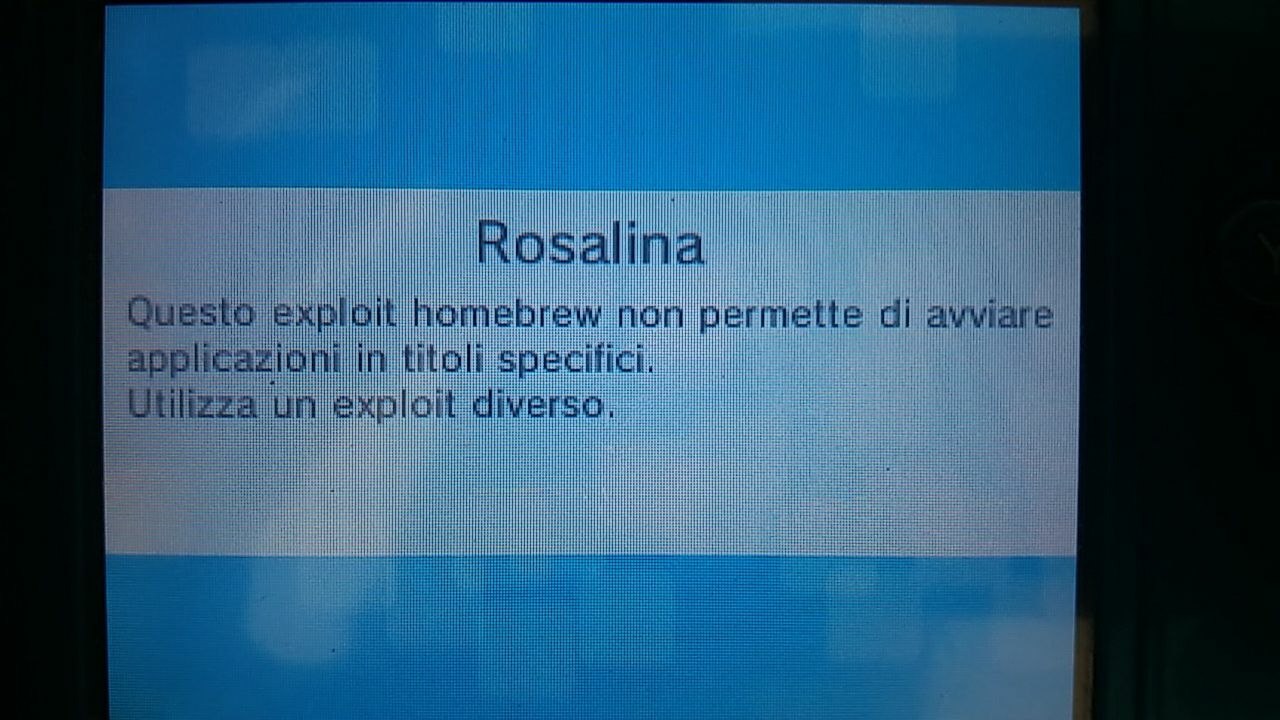 Rosalina
Questo exploit homebrew non permette di avviare
applicazioni in titoli specifici.
Utilizza un exploit diverso.